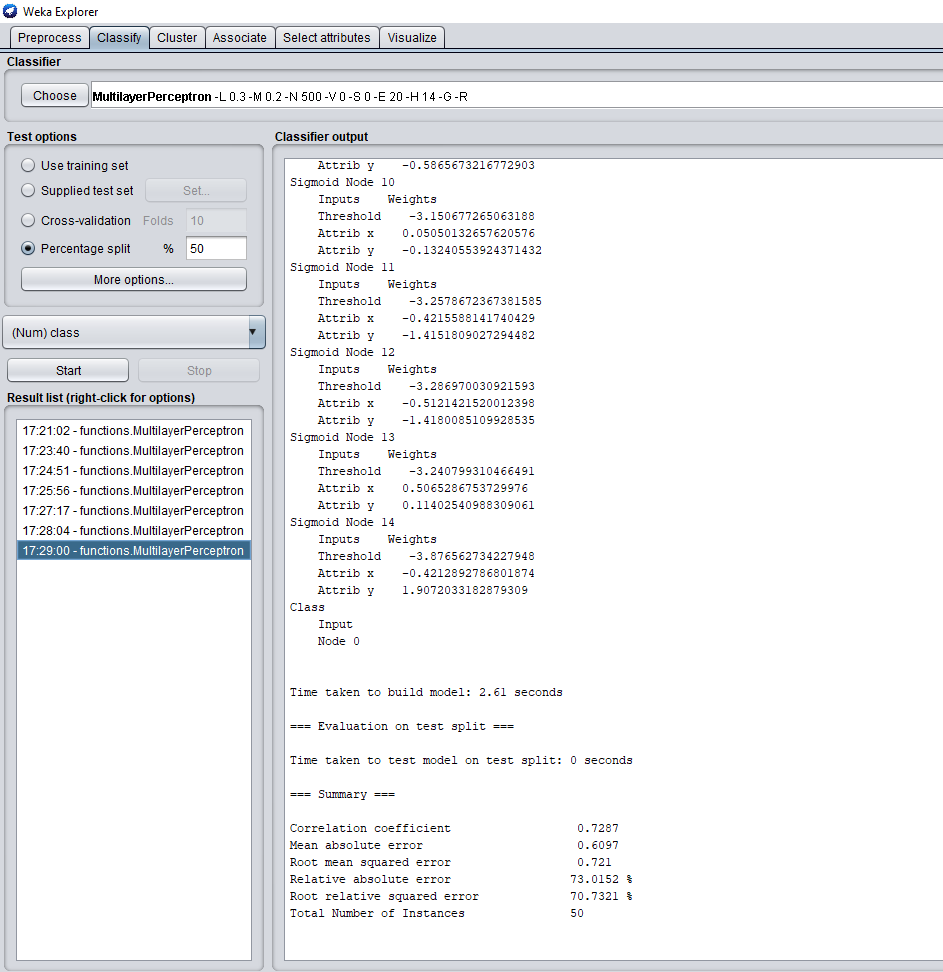 Weka Explorer
Preprocess Classify Cluster Associate Select attributes Visualize
Classifier
Choose MultilayerPerceptron -L 0.3 -M 0.2 -N 500 -V 0 -S 0 -E 20 -H 14 -G -R
Test options
Use training set
Supplied test set Set...
Cross-validation Folds 10
Percentage split % 50
More options...
(Num) class
Start Stop
Result list (right-click for options)
17:21:02 - functions.MultilayerPerceptron
17:23:40 - functions.MultilayerPerceptron
17:24:51 - functions.MultilayerPerceptron
17:25:56 - functions.MultilayerPerceptron
17:27:17 - functions.MultilayerPerceptron
17:28:04 - functions.MultilayerPerceptron
17:29:00 - functions.MultilayerPerceptron
Classifier output
Attrib y -0.5865673216772903
Sigmoid Node 10
Inputs Weights
Threshold -3.150677265063188
Attrib x 0.05050132657620576
Attrib y -0.13240553924371432
Sigmoid Node 11
Inputs Weights
Threshold -3.2578672367381585
Attrib x -0.4215588141740429
Attrib y -1.4151809027294482
Sigmoid Node 12
Inputs Weights
Threshold -3.286970030921593
Attrib x -0.5121421520012398
Attrib y -1.4180085109928535
Sigmoid Node 13
Inputs Weights
Threshold -3.240799310466491
Attrib x 0.5065286753729976
Attrib y 0.11402540988309061
Sigmoid Node 14
Inputs Weights
Threshold -3.876562734227948
Attrib x -0.4212892786801874
Attrib y 1.9072033182879309
Class
Input
Node 0
Time taken to build model: 2.61 seconds
=== Evaluation on test split ===
Time taken to test model on test split: 0 seconds
=== Summary ===
Correlation coefficient 0.7287
Mean absolute error 0.6097
Root mean squared error 0.721
Relative absolute error 73.0152 %
Root relative squared error 70.7321 %
Total Number of Instances 50